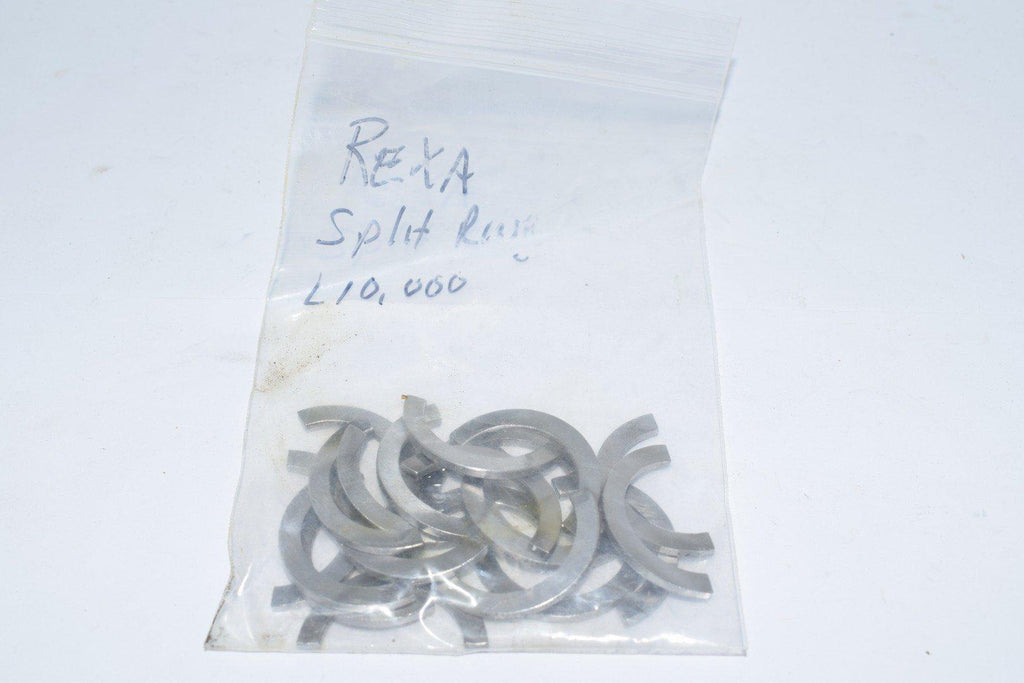 REXA
Split Ring
L10,000